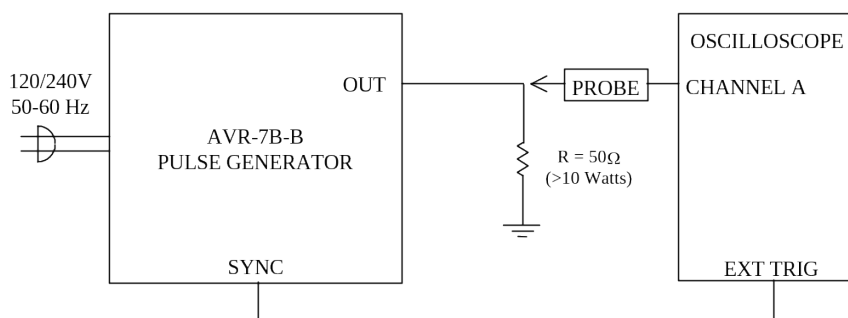 120/240V
50-60 Hz
AVR-7B-B
PULSE GENERATOR
OUT
SYNC
R = 50Ω
(>10 Watts)
PROBE
OSCILLOSCOPE
CHANNEL A
EXT TRIG